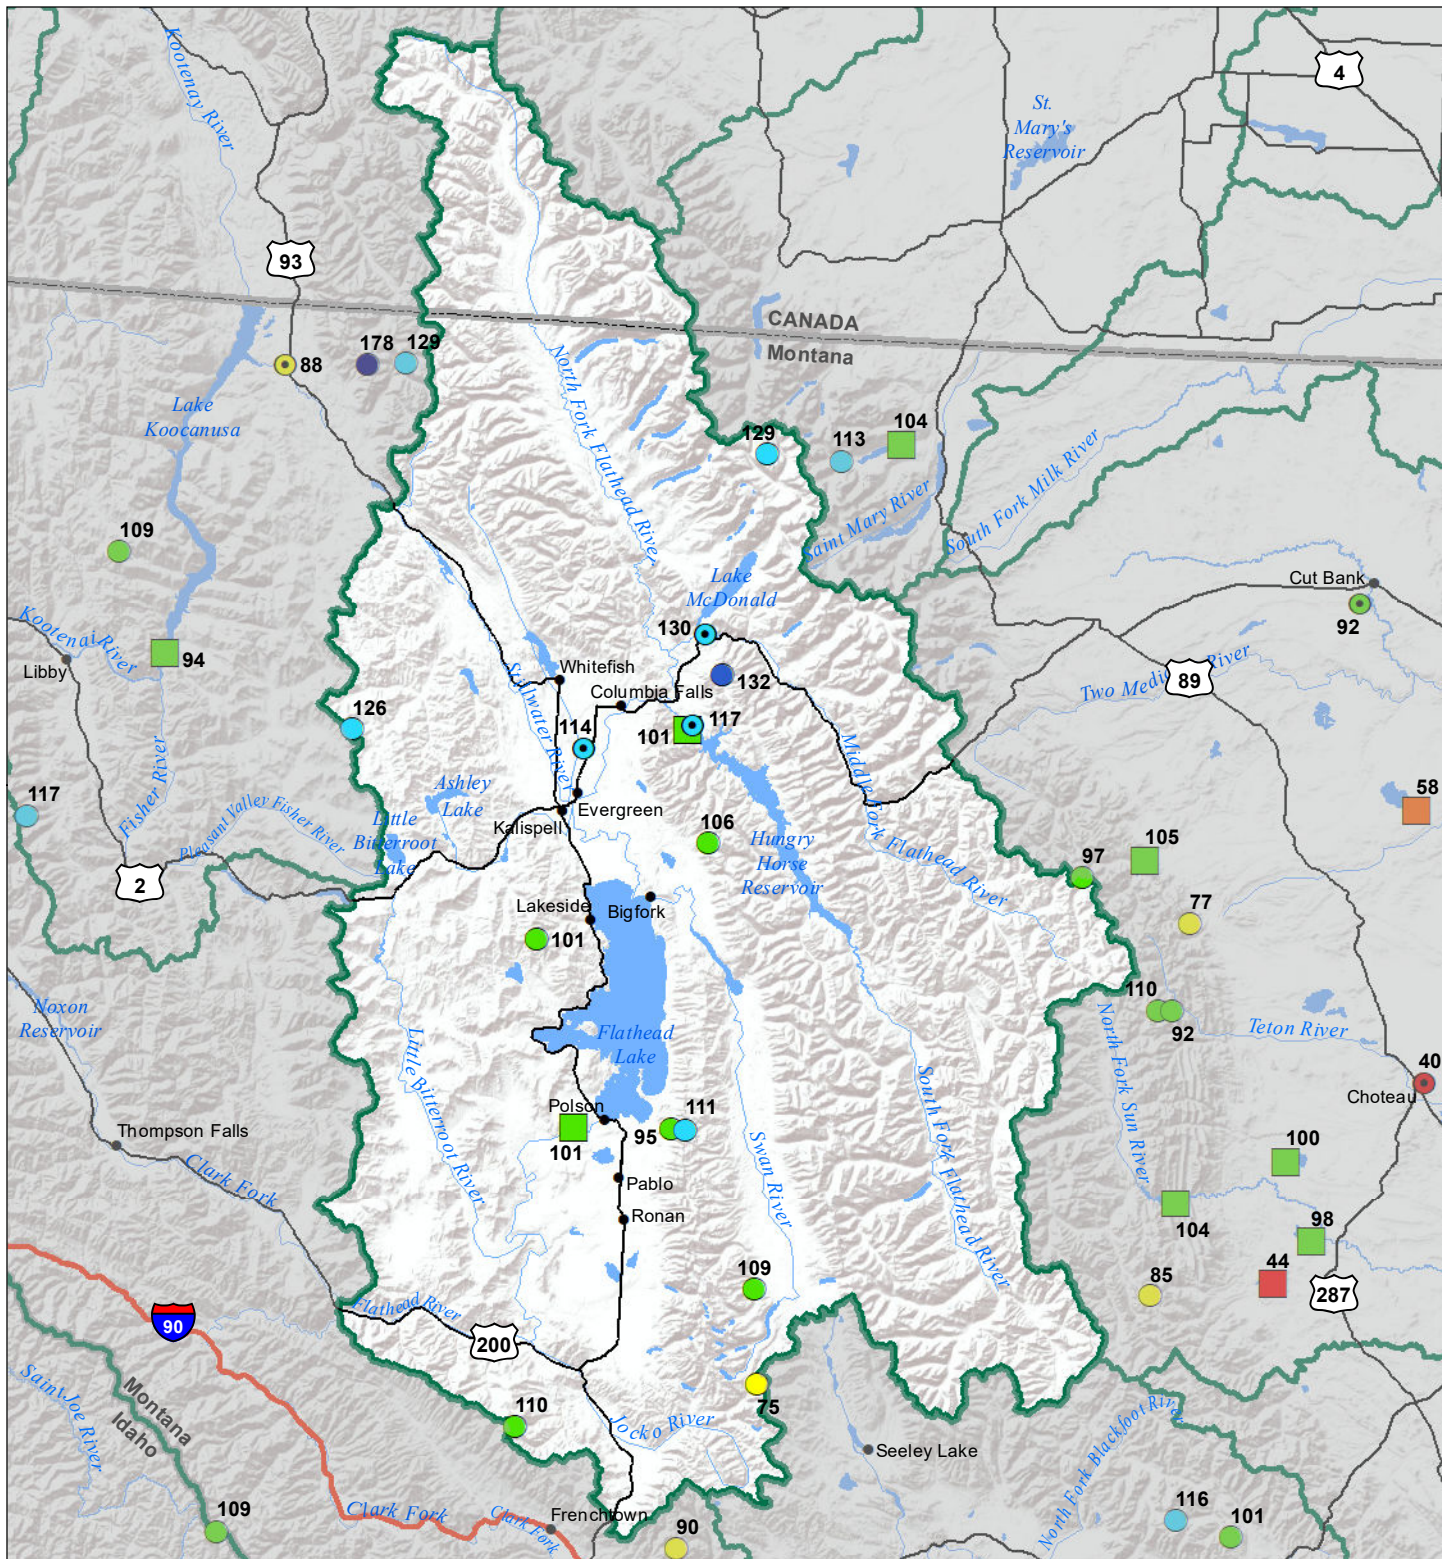 Kootenay River
4
St.
Mary's
Reservoir
93
CANADA
Montana
178
129
88
Lake
Koocanusa
North Fork Flathead River
129
113
104
Saint Mary River
South Fork Milk River
109
Lake
McDonald
Cut Bank
92
Kootenai River
Libby
94
130
Whitefish
Columbia Falls
132
Two Medicine River
89
Stillwater River
126
114
101
117
Middle Fork Flathead River
117
Fisher River
Pleasant Valley Fisher River
Ashley
Lake
Little
Bitterroot
Lake
Evergreen
Kalispell
106
Hungry
Horse
Reservoir
58
105
97
2
77
Lakeside
Bigfork
101
Noxon
Reservoir
110
92
North Fork Sun River
Teton River
Flathead
Lake
Little Bitterroot River
South Fork Flathead River
40
Choteau
Thompson Falls
Clark Fork
Polson
101
95
111
Swan River
100
Pablo
Ronan
104
98
109
85
44
287
Flathead River
90
200
Saint Joe River
Montana
Idaho
75
110
Jocko River
Seeley Lake
North Fork Blackfoot River
109
Clark Fork
Clark Fork
Frenchtown
90
116
101